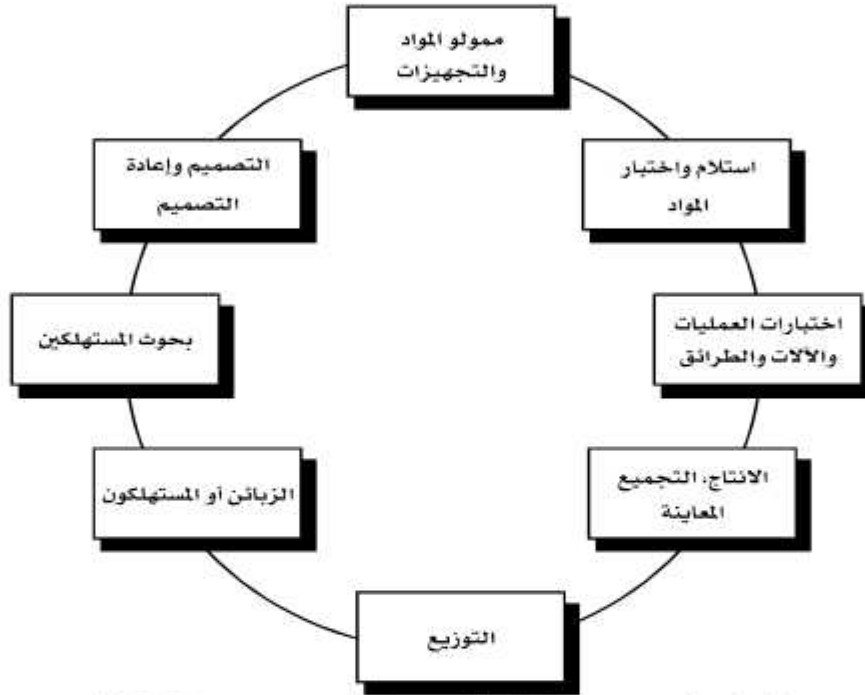 ممولو المواد
والتجهيزات
استلام واختبار
المواد
اختبارات العمليات
والآلات والطرائق
الانتاج، التجميع
المعاينة
التوزيع
الزبائن أو المستهلكون
بحوث المستهلكين
التصميم وإعادة
التصميم